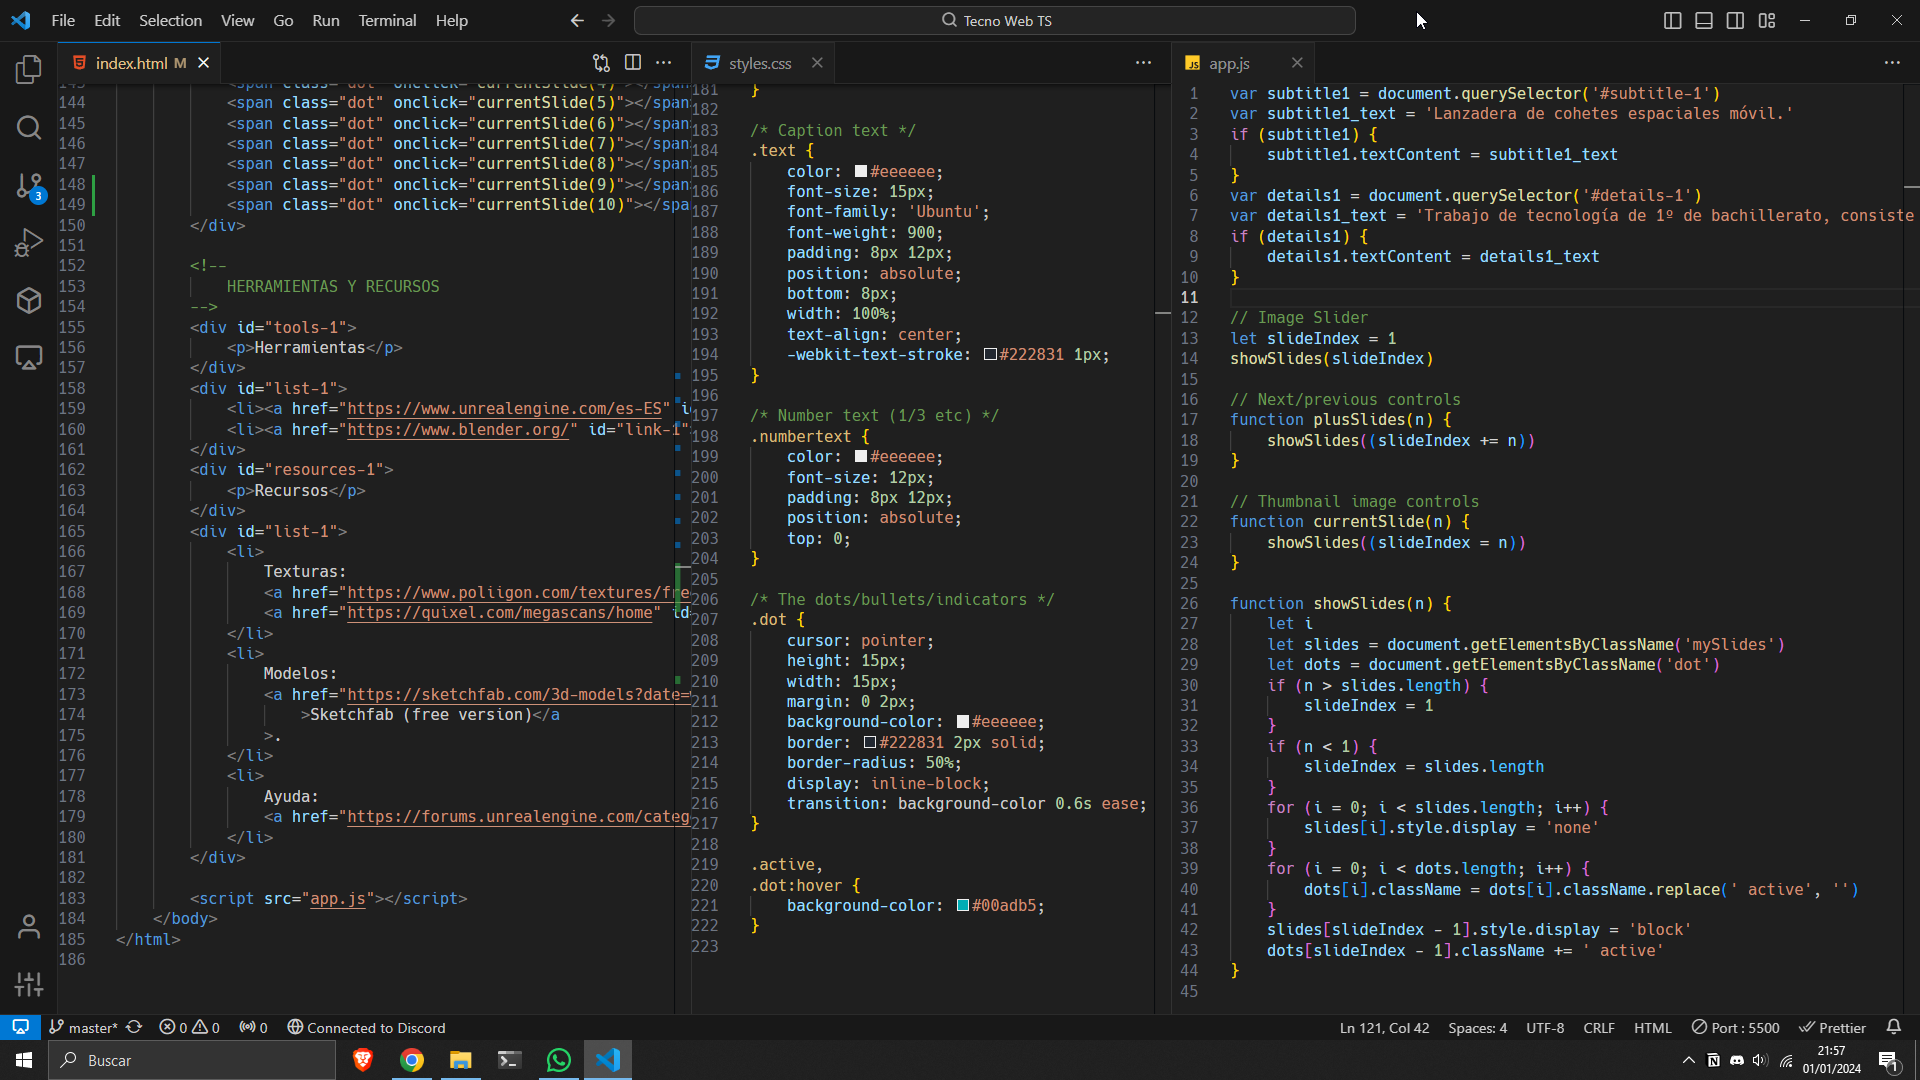 File Edit Selection View Go Run Terminal Help
Tecno Web TS
index.html M
144 <span class="dot" onclick="currentSlide(5)"></span
145 <span class="dot" onclick="currentSlide(6)"></span
146 <span class="dot" onclick="currentSlide(7)"></span
147 <span class="dot" onclick="currentSlide(8)"></span
148 <span class="dot" onclick="currentSlide(9)"></span
149 <span class="dot" onclick="currentSlide(10)"></spa
150 </div>
151
152 <!--
153 HERRAMIENTAS Y RECURSOS
154 -->
155 <div id="tools-1">
156 <p>Herramientas</p>
157 </div>
158 <div id="list-1">
159 <li><a href="https://www.unrealengine.com/es-ES" i
160 <li><a href="https://www.blender.org/" id="link-1"
161 </div>
162 <div id="resources-1">
163 <p>Recursos</p>
164 </div>
165 <div id="list-1">
166 <li>
167 Texturas:
168 <a href="https://www.poliigon.com/textures/fre
169 <a href="https://quixel.com/megascans/home" id
170 </li>
171 <li>
172 Modelos:
173 <a href="https://sketchfab.com/3d-models?date=
174 >Sketchfab (free version)</a
175 >.
176 </li>
177 <li>
178 Ayuda:
179 <a href="https://forums.unrealengine.com/categ
180 </li>
181 </div>
182
183 <script src="app.js"></script>
184 </body>
185 </html>
186
styles.css
181 }
182
183 /* Caption text */
184 .text {
185 color: #eeeeee;
186 font-size: 15px;
187 font-family: 'Ubuntu';
188 font-weight: 900;
189 padding: 8px 12px;
190 position: absolute;
191 bottom: 8px;
192 width: 100%;
193 text-align: center;
194 -webkit-text-stroke: #222831 1px;
195 }
196
197 /* Number text (1/3 etc) */
198 .numbertext {
199 color: #eeeeee;
200 font-size: 12px;
201 padding: 8px 12px;
202 position: absolute;
203 top: 0;
204 }
205
206 /* The dots/bullets/indicators */
207 .dot {
208 cursor: pointer;
209 height: 15px;
210 width: 15px;
211 margin: 0 2px;
212 background-color: #eeeeee;
213 border: #222831 2px solid;
214 border-radius: 50%;
215 display: inline-block;
216 transition: background-color 0.6s ease;
217 }
218
219 .active,
220 .dot:hover {
221 background-color: #00adb5;
222 }
223
JS app.js
1 var subtitle1 = document.querySelector('#subtitle-1')
2 var subtitle1_text = 'Lanzadera de cohetes espaciales móvil.'
3 if (subtitle1) {
4 subtitle1.textContent = subtitle1_text
5 }
6 var details1 = document.querySelector('#details-1')
7 var details1_text = 'Trabajo de tecnología de 1º de bachillerato, consiste
8 if (details1) {
9 details1.textContent = details1_text
10 }
11
12 // Image Slider
13 let slideIndex = 1
14 showSlides(slideIndex)
15
16 // Next/previous controls
17 function plusSlides(n) {
18 showSlides((slideIndex += n))
19 }
20
21 // Thumbnail image controls
22 function currentSlide(n) {
23 showSlides((slideIndex = n))
24 }
25
26 function showSlides(n) {
27 let i
28 let slides = document.getElementsByClassName('mySlides')
29 let dots = document.getElementsByClassName('dot')
30 if (n > slides.length) {
31 slideIndex = 1
32 }
33 if (n < 1) {
34 slideIndex = slides.length
35 }
36 for (i = 0; i < slides.length; i++) {
37 slides[i].style.display = 'none'
38 }
39 for (i = 0; i < dots.length; i++) {
40 dots[i].className = dots[i].className.replace(' active', '')
41 }
42 slides[slideIndex - 1].style.display = 'block'
43 dots[slideIndex - 1].className += ' active'
44 }
45
3
master* 0 0 0 Connected to Discord
Ln 121, Col 42 Spaces: 4 UTF-8 CRLF HTML Port : 5500 Prettier
Buscar
21:57
01/01/2024
1